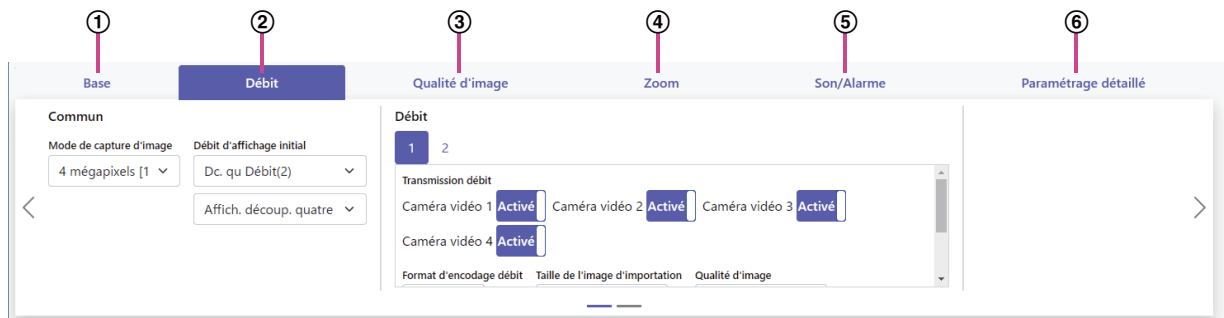 ① ② ③ ④ ⑤ ⑥
Base Débit Qualité d'image Zoom Son/Alarme Paramétrage détaillé
Commun
Mode de capture d'image Débit d'affichage initial
4 mégapixels [1 Dc. qu Débit(2)
Affich. découp. quatre
Débit
1 2
Transmission débit
Caméra vidéo 1 Activé Caméra vidéo 2 Activé Caméra vidéo 3 Activé
Caméra vidéo 4 Activé
Format d'encodage débit Taille de l'image d'importation Qualité d'image